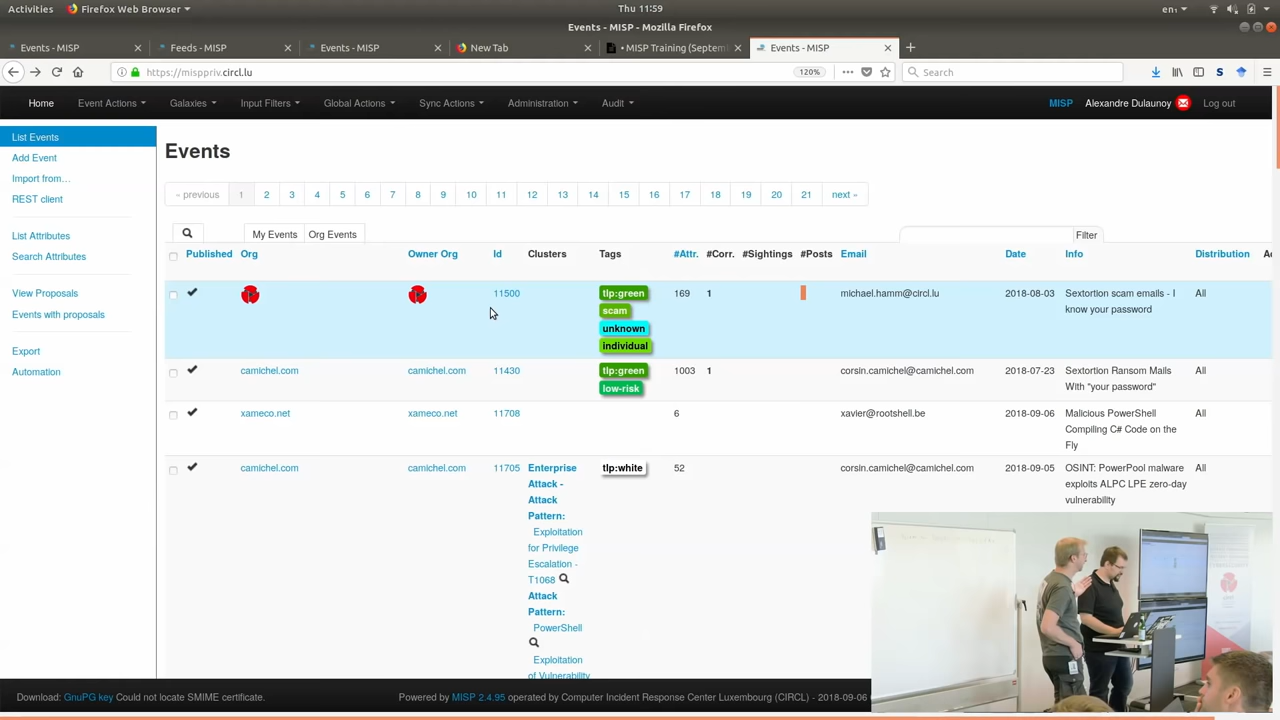 Activities Firefox Web Browser Thu 11:59 en1
Events - MISP - Mozilla Firefox
Events - MISP Feeds - MISP Events - MISP New Tab • MISP Training (Septem Events - MISP
https://misppriv.circl.lu 120% Search
Home Event Actions Galaxies Input Filters Global Actions Sync Actions Administration Audit MISP Alexandre Dulaunoy Log out
List Events
Add Event
Import from…
REST client
List Attributes
Search Attributes
View Proposals
Events with proposals
Export
Automation
Events
« previous 1 2 3 4 5 6 7 8 9 10 11 12 13 14 15 16 17 18 19 20 21 next »
My Events Org Events Filter
Published Org Owner Org Id Clusters Tags #Attr. #Corr. #Sightings #Posts Email Date Info Distribution
11500 tlp:green 169 1 michael.hamm@circl.lu 2018-08-03 Sextortion scam emails - I All
scam know your password
unknown
individual
camichel.com camichel.com 11430 tlp:green 1003 1 corsin.camichel@camichel.com 2018-07-23 Sextortion Ransom Mails All
low-risk With "your password"
xameco.net xameco.net 11708 6 xavier@rootshell.be 2018-09-06 Malicious PowerShell All
Compiling C# Code on the
Fly
camichel.com camichel.com 11705 Enterprise tlp:white 52 corsin.camichel@camichel.com 2018-09-05 OSINT: PowerPool malware All
Attack - exploits ALPC LPE zero-day
Attack vulnerability
Pattern:
Exploitation
for Privilege
Escalation -
T1068
Attack
Pattern:
PowerShell
Exploitation
of Vulnerability
Download: GnuPG key Could not locate SMIME certificate. Powered by MISP 2.4.95 operated by Computer Incident Response Center Luxembourg (CIRCL) - 2018-09-06